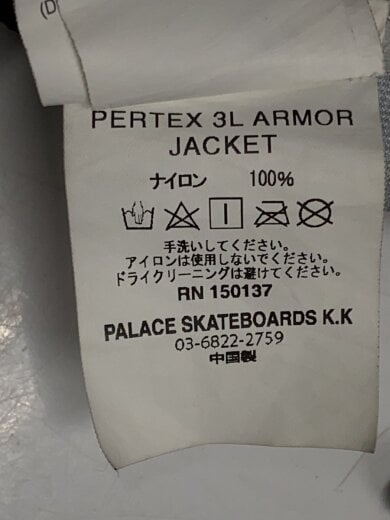 (D
PERTEX 3L ARMOR
JACKET
ナイロン 100%
手洗いしてください。
アイロンは使用しないでください。
ドライクリーニングは避けてください。
RN 150137
PALACE SKATEBOARDS K.K
03-6822-2759
中国製